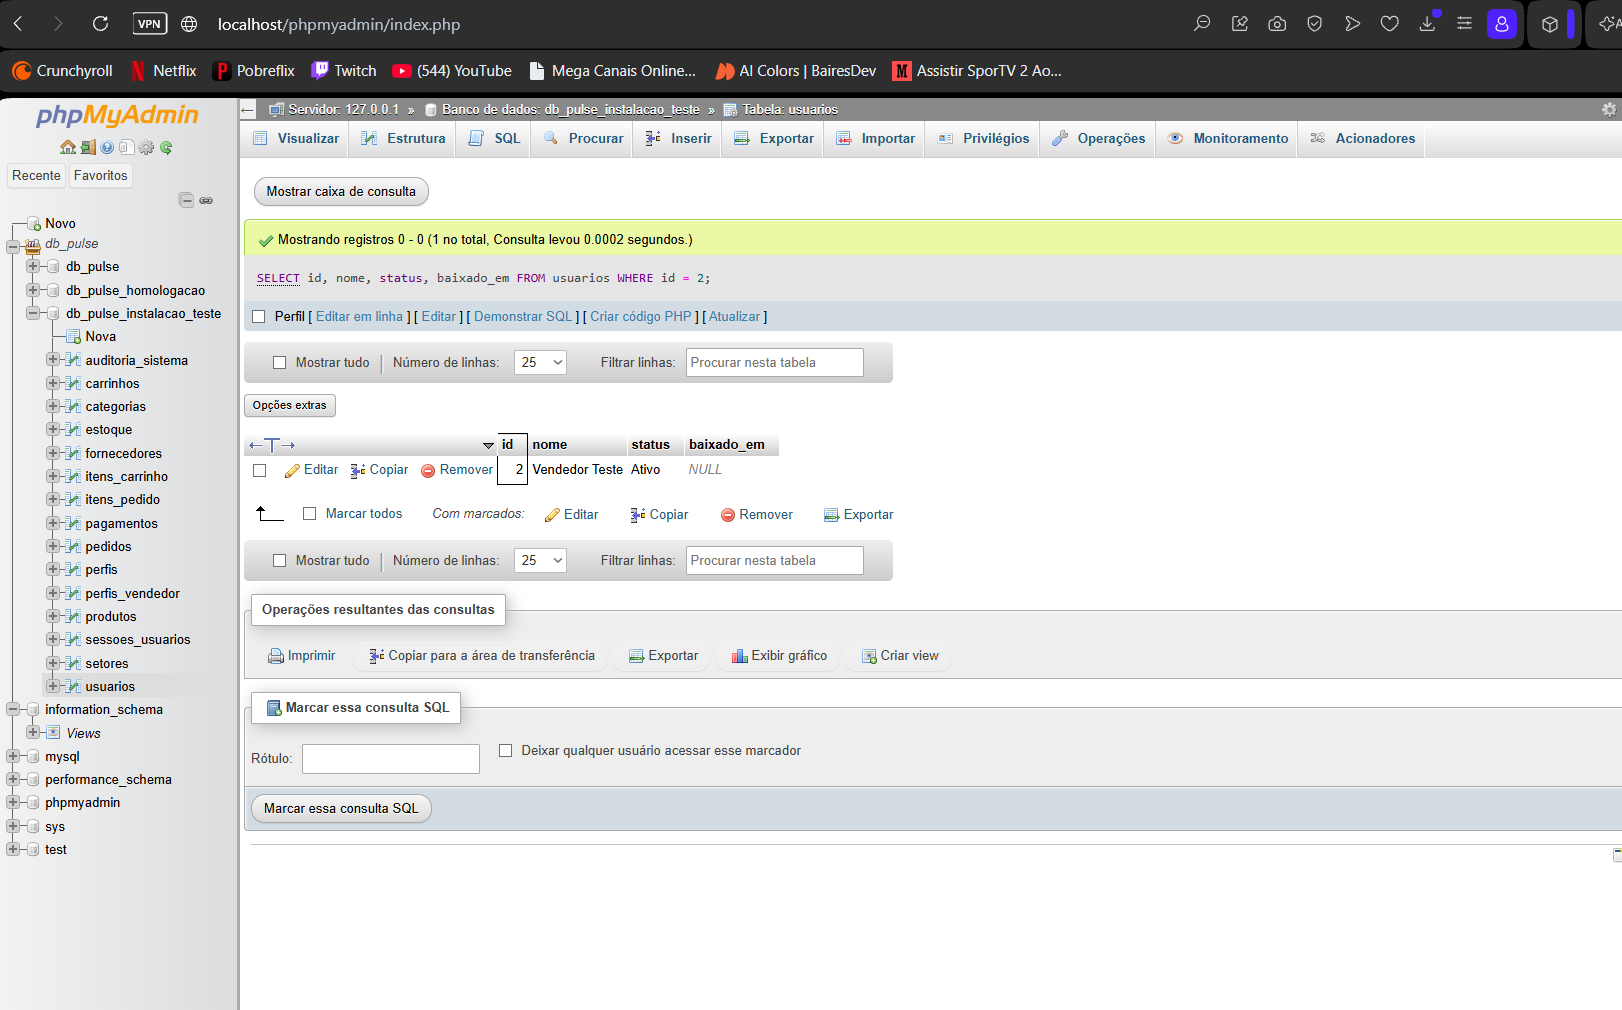 VPN localhost/phpmyadmin/index.php
Crunchyroll Netflix Pobreflix Twitch (544) YouTube Mega Canais Online... AI Colors | BairesDev Assistir SporTV 2 Ao...
phpMyAdmin
Recente Favoritos
Novo
db_pulse
db_pulse
db_pulse_homologacao
db_pulse_instalacao_teste
Nova
auditoria_sistema
carrinhos
categorias
estoque
fornecedores
itens_carrinho
itens_pedido
pagamentos
pedidos
perfis
perfis_vendedor
produtos
sessoes_usuarios
setores
usuarios
information_schema
Views
mysql
performance_schema
phpmyadmin
sys
test
Servidor: 127.0.0.1 » Banco de dados: db_pulse_instalacao_teste » Tabela: usuarios
Visualizar Estrutura SQL Procurar Inserir Exportar Importar Privilégios Operações Monitoramento Acionadores
Mostrar caixa de consulta
Mostrando registros 0 - 0 (1 no total, Consulta levou 0.0002 segundos.)
SELECT id, nome, status, baixado_em FROM usuarios WHERE id = 2;
Perfil [ Editar em linha ] [ Editar ] [ Demonstrar SQL ] [ Criar código PHP ] [ Atualizar ]
Mostrar tudo Número de linhas: 25 Filtrar linhas: Procurar nesta tabela
Opções extras
id nome status baixado_em
Editar Copiar Remover 2 Vendedor Teste Ativo NULL
Marcar todos Com marcados: Editar Copiar Remover Exportar
Mostrar tudo Número de linhas: 25 Filtrar linhas: Procurar nesta tabela
Operações resultantes das consultas
Imprimir Copiar para a área de transferência Exportar Exibir gráfico Criar view
Marcar essa consulta SQL
Rótulo: Deixar qualquer usuário acessar esse marcador
Marcar essa consulta SQL